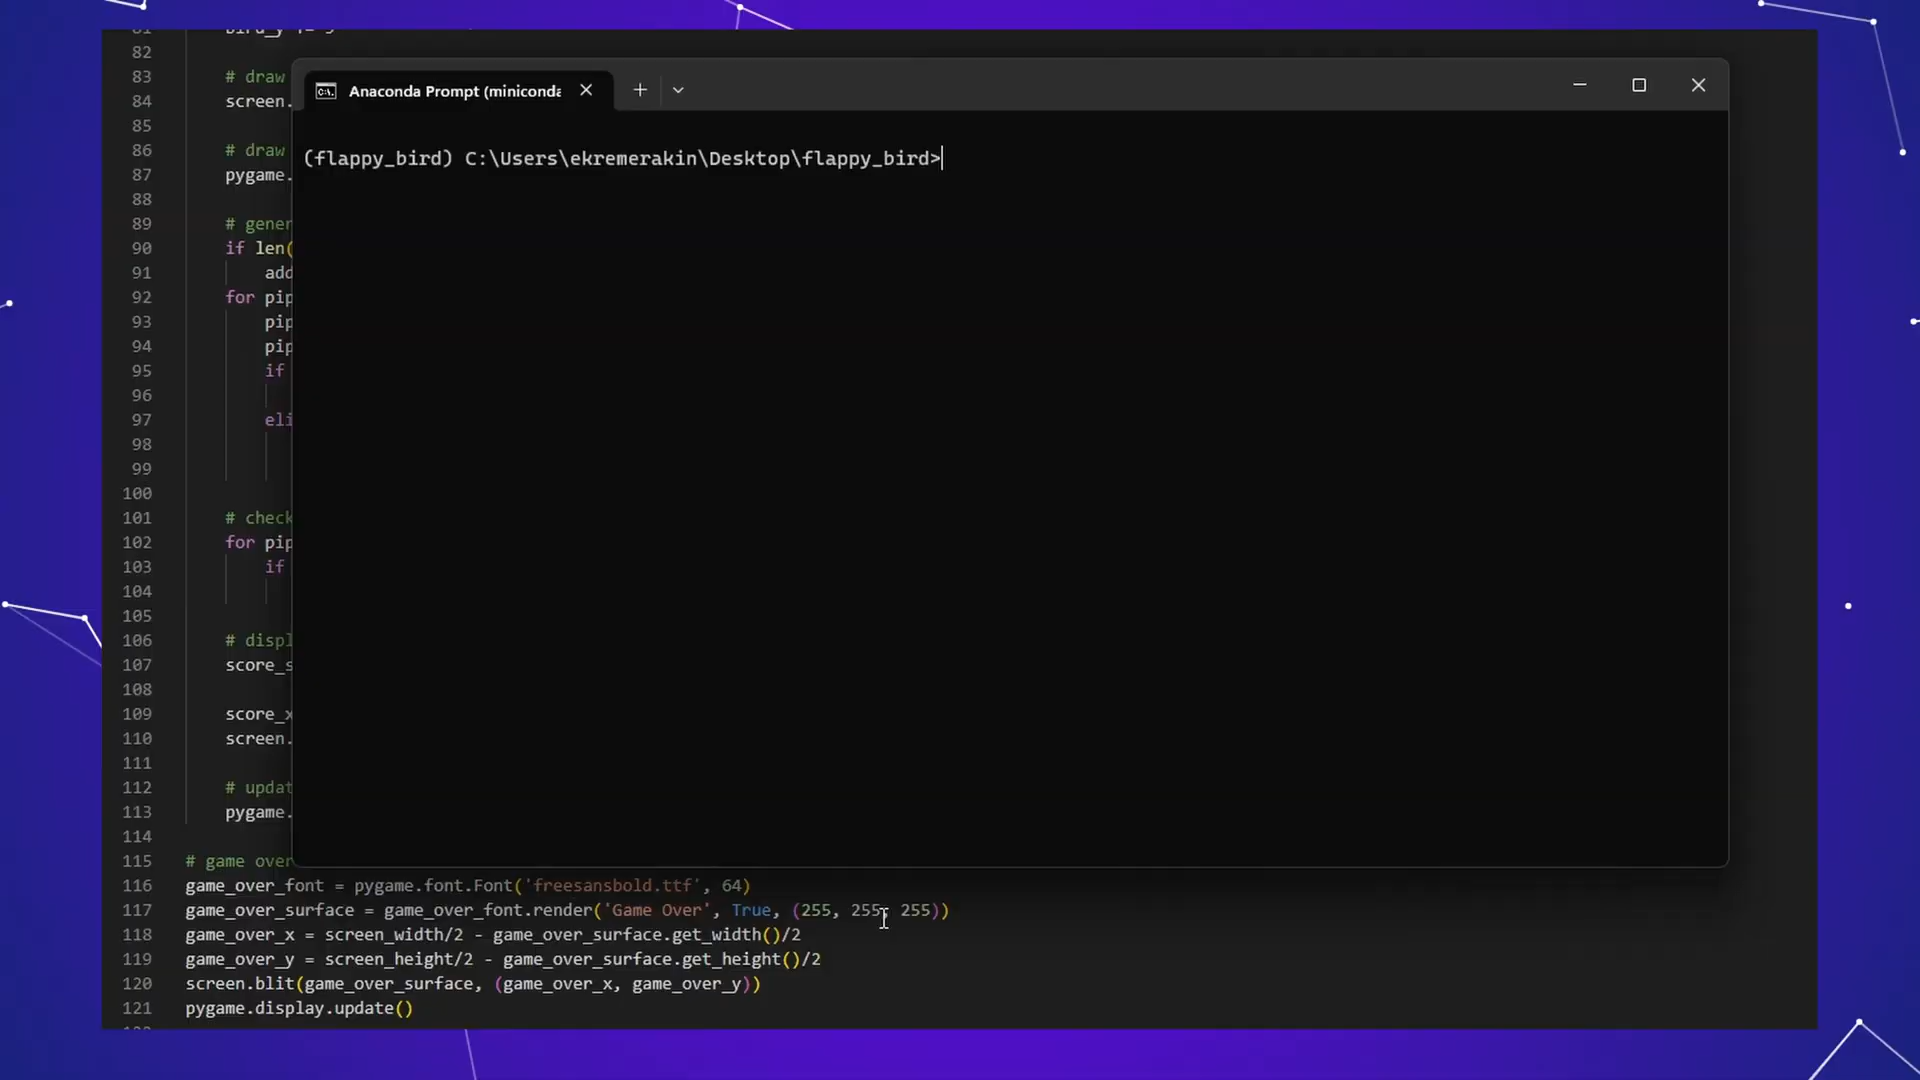 82
83 # draw
84 screen.
85
86 # draw
87 pygame.
88
89 # gener
90 if len(
91 add
92 for pip
93 pip
94 pip
95 if
96
97 eli
98
99
100
101 # check
102 for pip
103 if
104
105
106 # displ
107 score_s
108
109 score_x
110 screen.
111
112 # updat
113 pygame.
114
115 # game over
116 game_over_font = pygame.font.Font('freesansbold.ttf', 64)
117 game_over_surface = game_over_font.render('Game Over', True, (255, 255, 255))
118 game_over_x = screen_width/2 - game_over_surface.get_width()/2
119 game_over_y = screen_height/2 - game_over_surface.get_height()/2
120 screen.blit(game_over_surface, (game_over_x, game_over_y))
121 pygame.display.update()
Anaconda Prompt (miniconda
(flappy_bird) C:\Users\ekremerakin\Desktop\flappy_bird>